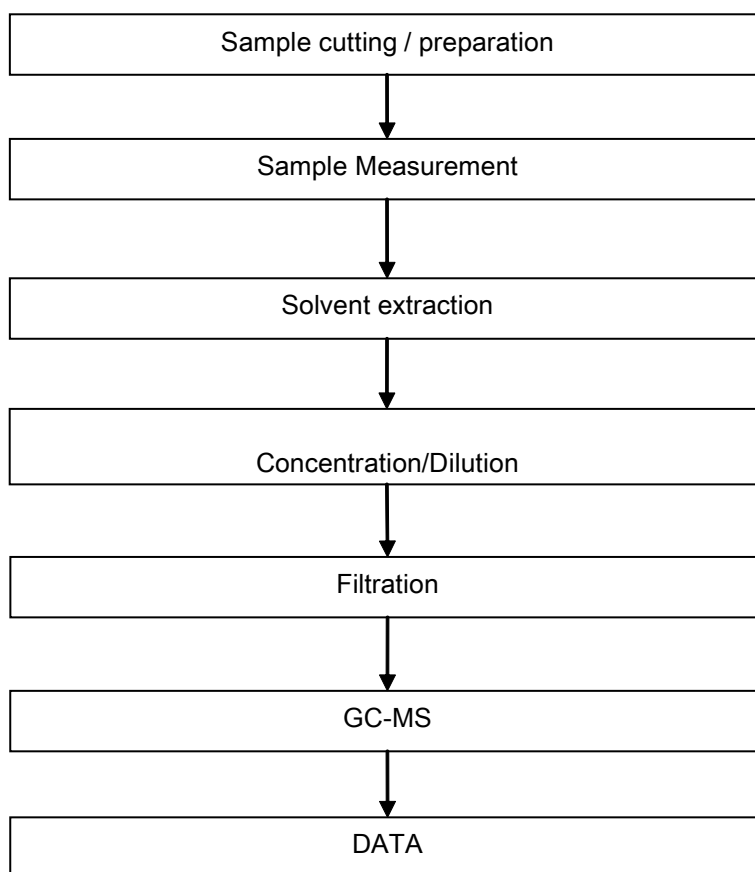 Sample cutting / preparation
Sample Measurement
Solvent extraction
Concentration/Dilution
Filtration
GC-MS
DATA